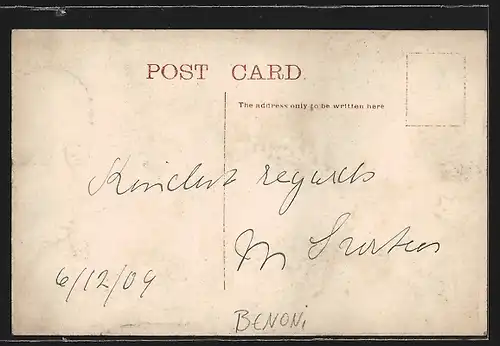 POST CARD.
The address only to be written here
Kindest regards
M
6/12/09
BENONi